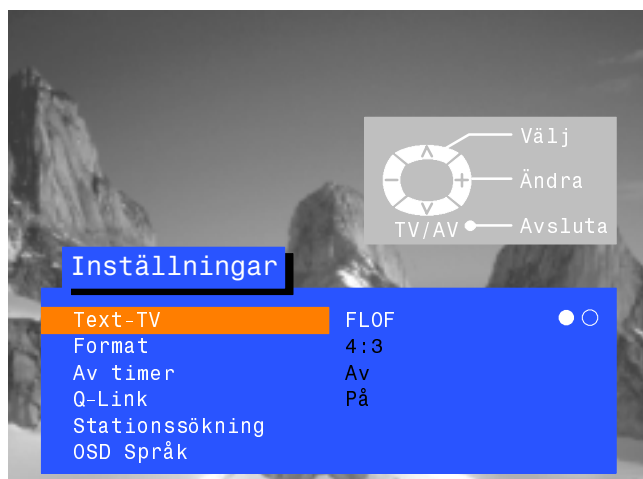 Välj
Ändra
TV/AV Avsluta
Inställningar
Text-TV FLOF
Format 4:3
Av timer Av
Q-Link På
Stationssökning
OSD Språk